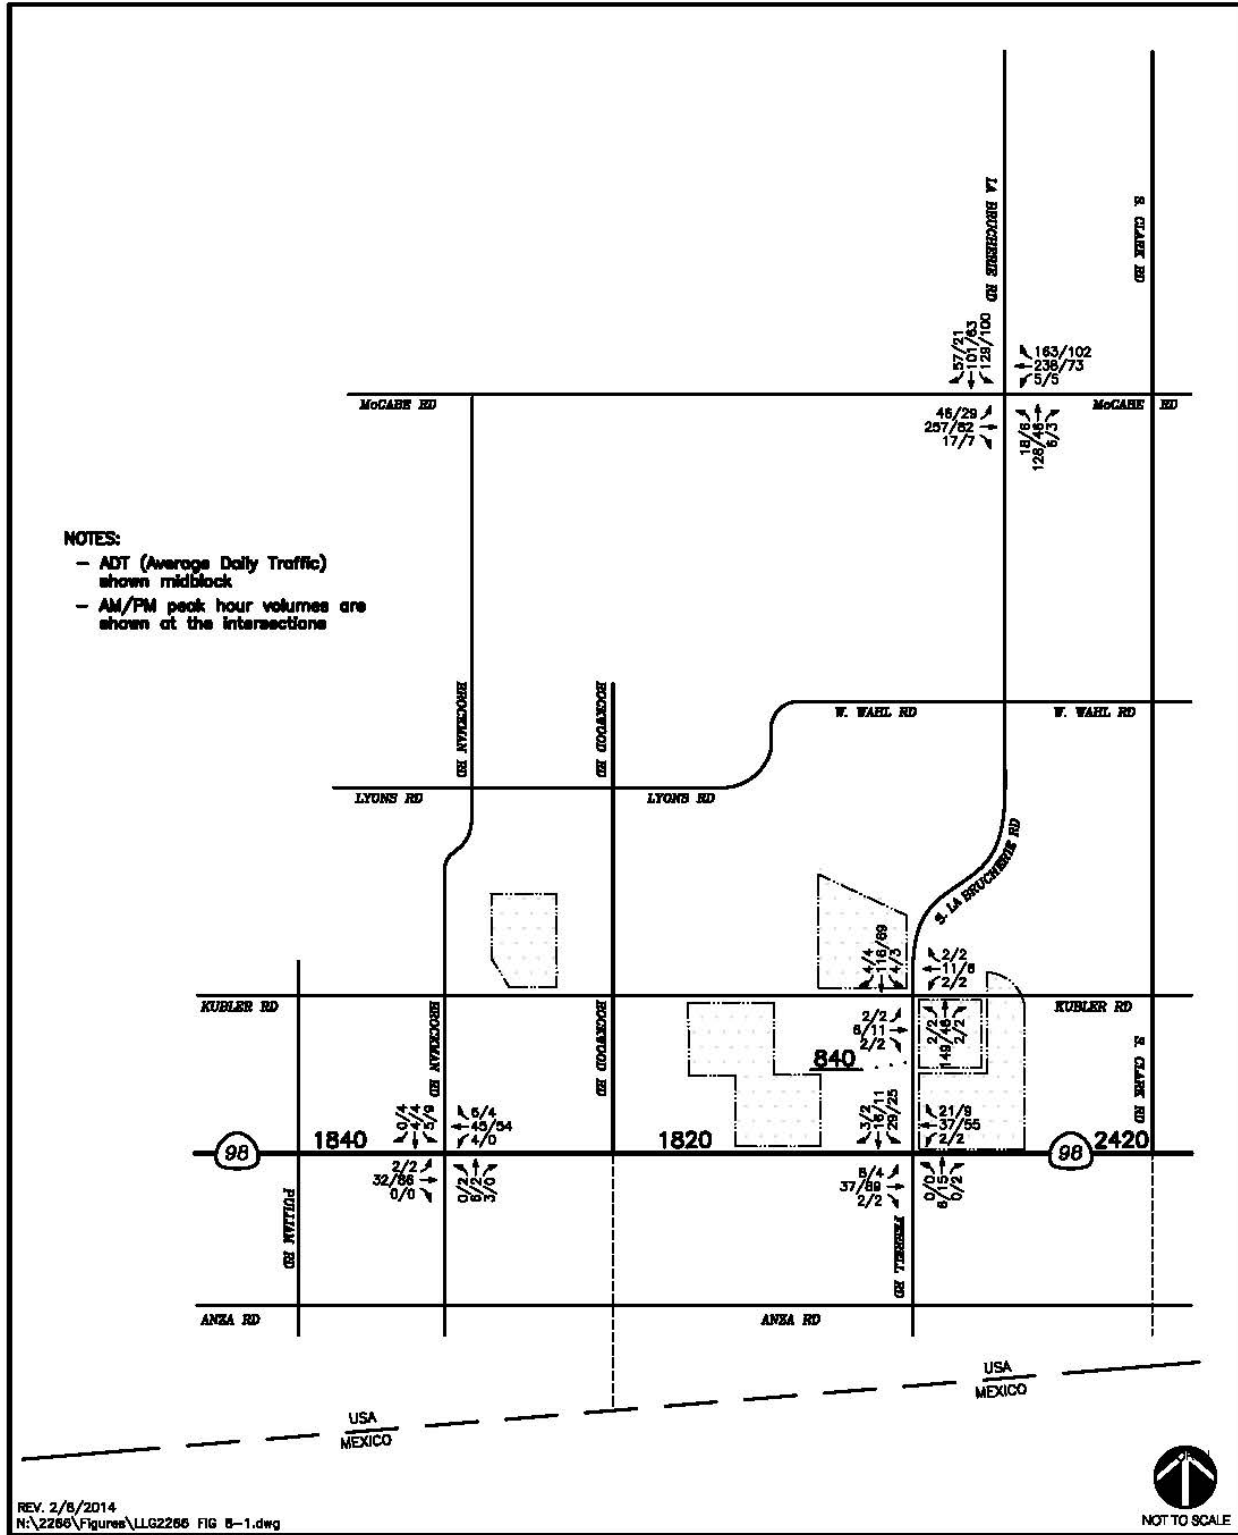 LA BRUCHERIE RD
S. CLARK RD
57/21
101/63
129/100
163/102
238/73
5/5
McCABE RD
McCABE RD
46/29
257/82
17/7
18/6
128/46
6/3
NOTES:
– ADT (Average Daily Traffic)
shown midblock
– AM/PM peak hour volumes are
shown at the intersections
BROCKMAN RD
ROCKWOOD RD
W. WAHL RD
W. WAHL RD
LYONS RD
LYONS RD
S. LA BRUCHERIE RD
4/4
116/69
4/3
2/2
11/6
2/2
KUBLER RD
BROCKMAN RD
ROCKWOOD RD
KUBLER RD
2/2
6/11
2/2
2/2
149/46
2/2
840
S. CLARK RD
0/4
4/4
5/9
6/4
45/54
4/0
3/2
16/11
29/25
21/9
37/55
2/2
98
1840
1820
98
2420
2/2
32/86
0/0
0/2
6/2
3/0
37/89
2/2
0/0
6/15
0/2
PULLIAM RD
FERRELL RD
ANZA RD
ANZA RD
USA
MEXICO
USA
MEXICO
REV. 2/6/2014
N:\2266\Figures\LLG2266 FIG 6-1.dwg
NOT TO SCALE